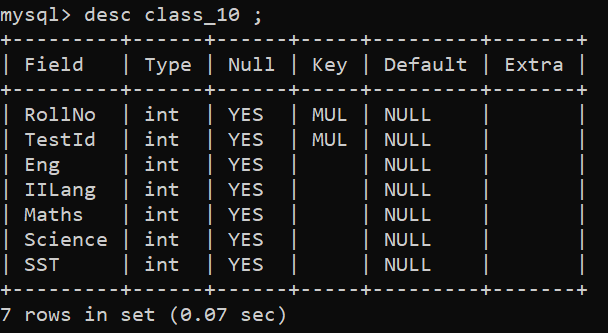 mysql> desc class_10 ;
+---------+------+------+-----+---------+-------+
| Field   | Type | Null | Key | Default | Extra |
+---------+------+------+-----+---------+-------+
| RollNo  | int  | YES  | MUL | NULL    |       |
| TestId  | int  | YES  | MUL | NULL    |       |
| Eng     | int  | YES  |     | NULL    |       |
| IILang  | int  | YES  |     | NULL    |       |
| Maths   | int  | YES  |     | NULL    |       |
| Science | int  | YES  |     | NULL    |       |
| SST     | int  | YES  |     | NULL    |       |
+---------+------+------+-----+---------+-------+
7 rows in set (0.07 sec)